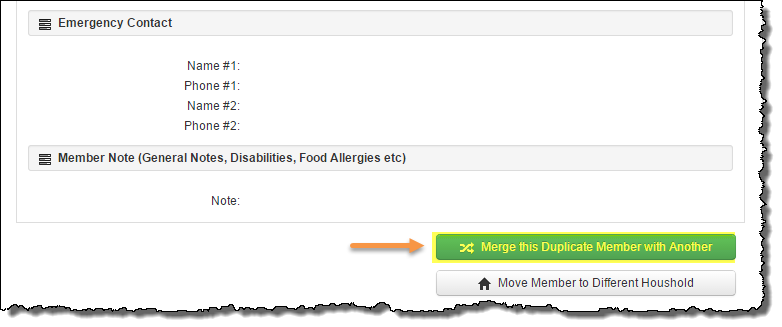 Emergency Contact
Name #1:
Phone #1:
Name #2:
Phone #2:
Member Note (General Notes, Disabilities, Food Allergies etc)
Note:
Merge this Duplicate Member with Another
Move Member to Different Houshold